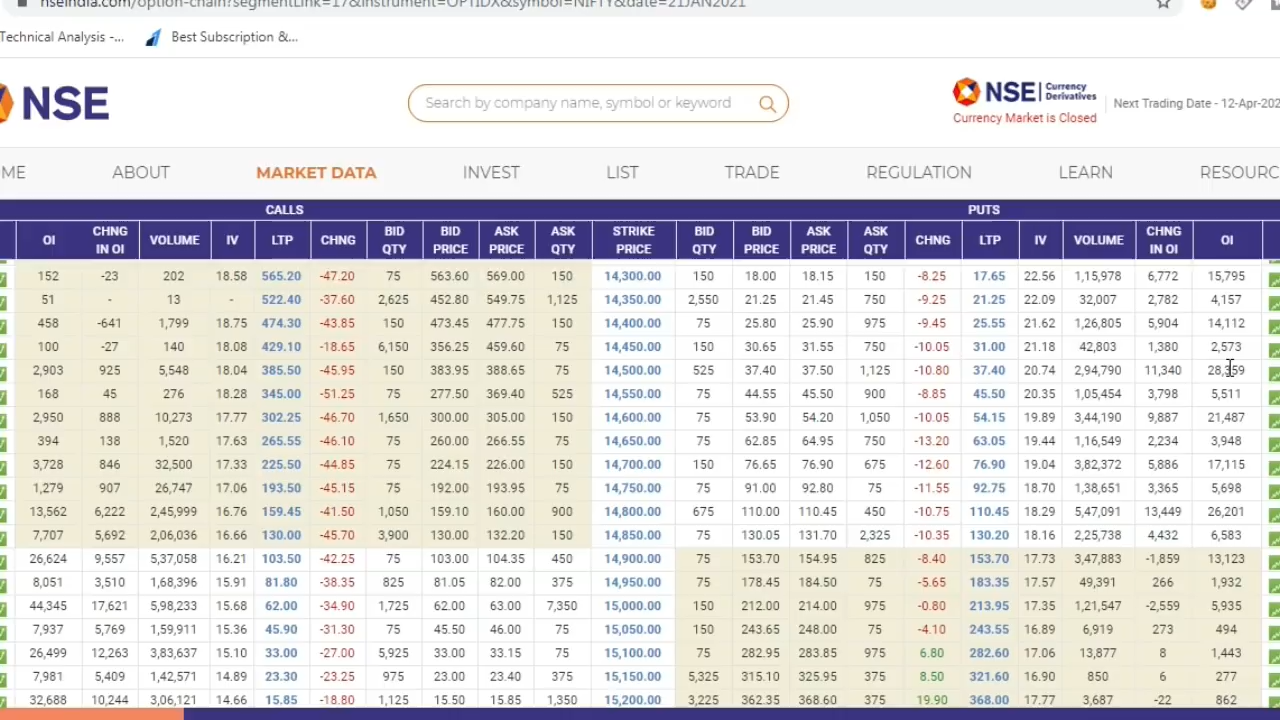 nseindia.com/option-chain?segmentLink=17&instrument=OPTIDX&symbol=NIFTY&date=21JAN2021
Technical Analysis -... Best Subscription &...
NSE Search by company name, symbol or keyword NSE Currency Derivatives Next Trading Date - 12-Apr-202
Currency Market is Closed
ME ABOUT MARKET DATA INVEST LIST TRADE REGULATION LEARN RESOURC
CALLS PUTS
OI CHNG IN OI VOLUME IV LTP CHNG BID QTY BID PRICE ASK PRICE ASK QTY STRIKE PRICE BID QTY BID PRICE ASK PRICE ASK QTY CHNG LTP IV VOLUME CHNG IN OI OI
152 -23 202 18.58 565.20 -47.20 75 563.60 569.00 150 14,300.00 150 18.00 18.15 150 -8.25 17.65 22.56 1,15,978 6,772 15,795
51 - 13 - 522.40 -37.60 2,625 452.80 549.75 1,125 14,350.00 2,550 21.25 21.45 750 -9.25 21.25 22.09 32,007 2,782 4,157
458 -641 1,799 18.75 474.30 -43.85 150 473.45 477.75 150 14,400.00 75 25.80 25.90 975 -9.45 25.55 21.62 1,26,805 5,904 14,112
100 -27 140 18.08 429.10 -18.65 6,150 356.25 459.60 75 14,450.00 150 30.65 31.55 750 -10.05 31.00 21.18 42,803 1,380 2,573
2,903 925 5,548 18.04 385.50 -45.95 150 383.95 388.65 75 14,500.00 525 37.40 37.50 1,125 -10.80 37.40 20.74 2,94,790 11,340
168 45 276 18.28 345.00 -51.25 75 277.50 369.40 525 14,550.00 75 44.55 45.50 900 -8.85 45.50 20.35 1,05,454 3,798 5,511
2,950 888 10,273 17.77 302.25 -46.70 1,650 300.00 305.00 150 14,600.00 75 53.90 54.20 1,050 -10.05 54.15 19.89 3,44,190 9,887 21,487
394 138 1,520 17.63 265.55 -46.10 75 260.00 266.55 75 14,650.00 75 62.85 64.95 750 -13.20 63.05 19.44 1,16,549 2,234 3,948
3,728 846 32,500 17.33 225.50 -44.85 75 224.15 226.00 150 14,700.00 150 76.65 76.90 675 -12.60 76.90 19.04 3,82,372 5,886 17,115
1,279 907 26,747 17.06 193.50 -45.15 75 192.00 193.95 75 14,750.00 75 91.00 92.80 75 -11.55 92.75 18.70 1,38,651 3,365 5,698
13,562 6,222 2,45,999 16.76 159.45 -41.50 1,050 159.10 160.00 900 14,800.00 675 110.00 110.45 450 -10.75 110.45 18.29 5,47,091 13,449 26,201
7,707 5,692 2,06,036 16.66 130.00 -45.70 3,900 130.00 132.20 150 14,850.00 75 130.05 131.70 2,325 -10.35 130.20 18.16 2,25,738 4,432 6,583
26,624 9,557 5,37,058 16.21 103.50 -42.25 75 103.00 104.35 450 14,900.00 75 153.70 154.95 825 -8.40 153.70 17.73 3,47,883 -1,859 13,123
8,051 3,510 1,68,396 15.91 81.80 -38.35 825 81.05 82.00 375 14,950.00 75 178.45 184.50 75 -5.65 183.35 17.57 49,391 266 1,932
44,345 17,621 5,98,233 15.68 62.00 -34.90 1,725 62.00 63.00 7,350 15,000.00 150 212.00 214.00 975 -0.80 213.95 17.35 1,21,547 -2,559 5,935
7,937 5,769 1,59,911 15.36 45.90 -31.30 75 45.50 46.00 75 15,050.00 150 243.65 248.00 75 -4.10 243.55 16.89 6,919 273 494
26,499 12,263 3,83,637 15.10 33.00 -27.00 5,925 33.00 33.15 75 15,100.00 75 282.95 283.85 975 6.80 282.60 17.06 13,877 8 1,443
7,981 5,409 1,42,571 14.89 23.30 -23.25 975 23.00 23.40 375 15,150.00 5,325 315.10 325.95 375 8.50 321.60 16.90 850 6 277
32,688 10,244 3,06,121 14.66 15.85 -18.80 1,125 15.50 15.85 1,350 15,200.00 3,225 362.35 368.60 375 19.90 368.00 17.77 3,687 -22 862